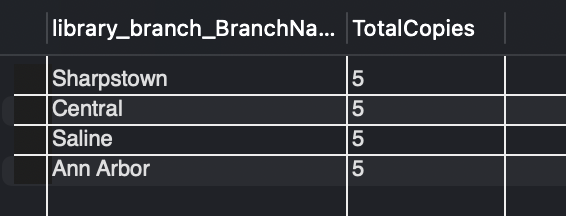 library_branch_BranchNa... TotalCopies
Sharpstown 5
Central 5
Saline 5
Ann Arbor 5